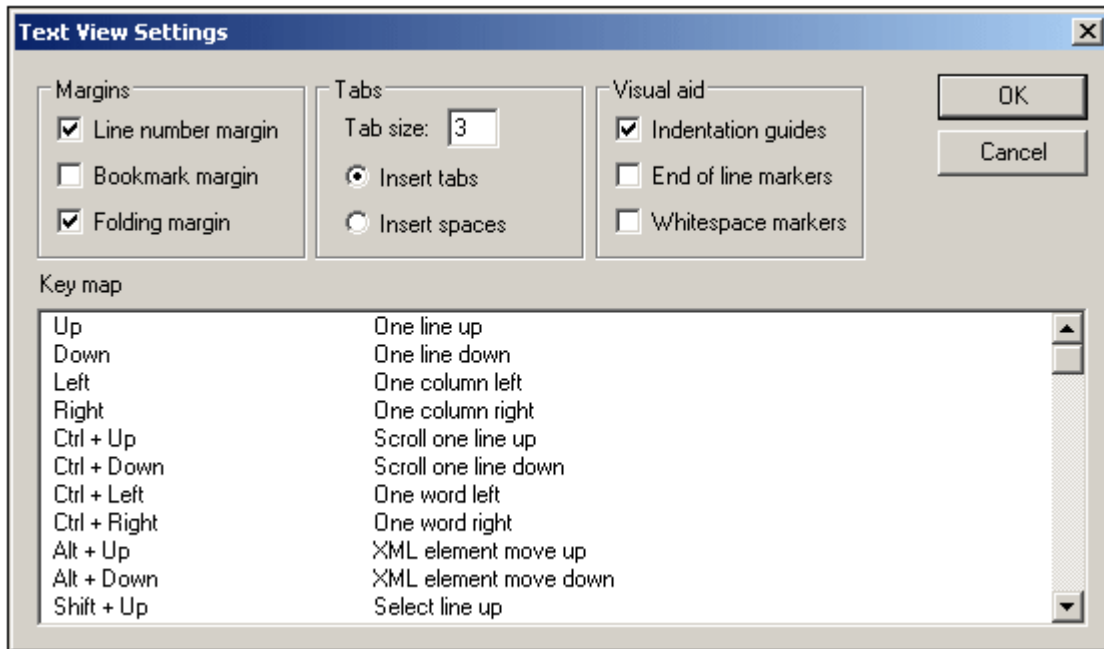 Text View Settings
Margins
Line number margin
Bookmark margin
Folding margin
Tabs
Tab size: 3
Insert tabs
Insert spaces
Visual aid
Indentation guides
End of line markers
Whitespace markers
OK
Cancel
Key map
Up One line up
Down One line down
Left One column left
Right One column right
Ctrl + Up Scroll one line up
Ctrl + Down Scroll one line down
Ctrl + Left One word left
Ctrl + Right One word right
Alt + Up XML element move up
Alt + Down XML element move down
Shift + Up Select line up